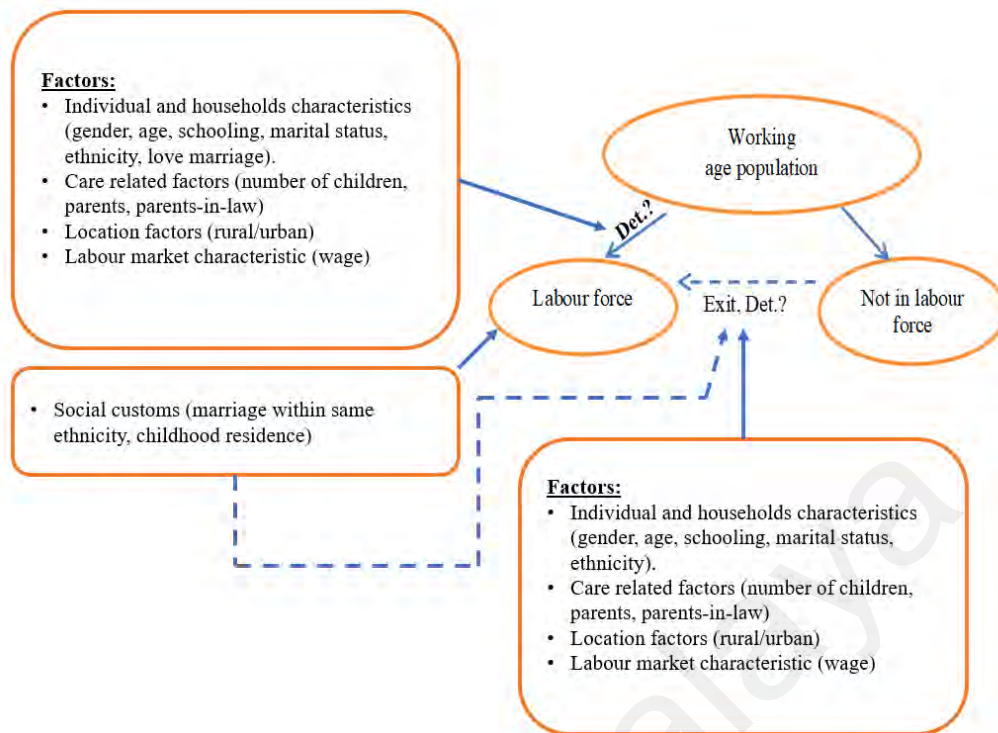 Factors:
• Individual and households characteristics
(gender, age, schooling, marital status,
ethnicity, love marriage).
• Care related factors (number of children,
parents, parents-in-law)
• Location factors (rural/urban)
• Labour market characteristic (wage)
Working
age population
Det.?
Labour force
Exit, Det.?
Not in labour
force
• Social customs (marriage within same
ethnicity, childhood residence)
Factors:
• Individual and households characteristics
(gender, age, schooling, marital status,
ethnicity).
• Care related factors (number of children,
parents, parents-in-law)
• Location factors (rural/urban)
• Labour market characteristic (wage)
alaya